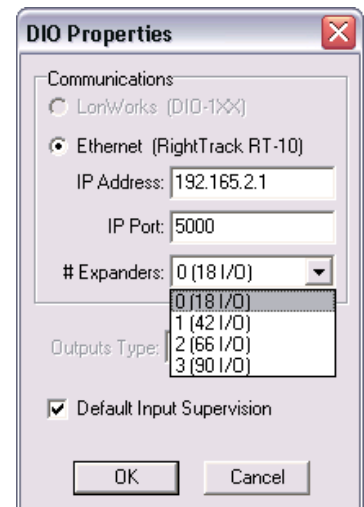 DIO Properties
Communications
LonWorks (DIO-1XX)
Ethernet (RightTrack RT-10)
IP Address: 192.165.2.1
IP Port: 5000
# Expanders: 0 (18 I/O)
0 (18 I/O)
1 (42 I/O)
2 (66 I/O)
3 (90 I/O)
Outputs Type:
Default Input Supervision
OK Cancel